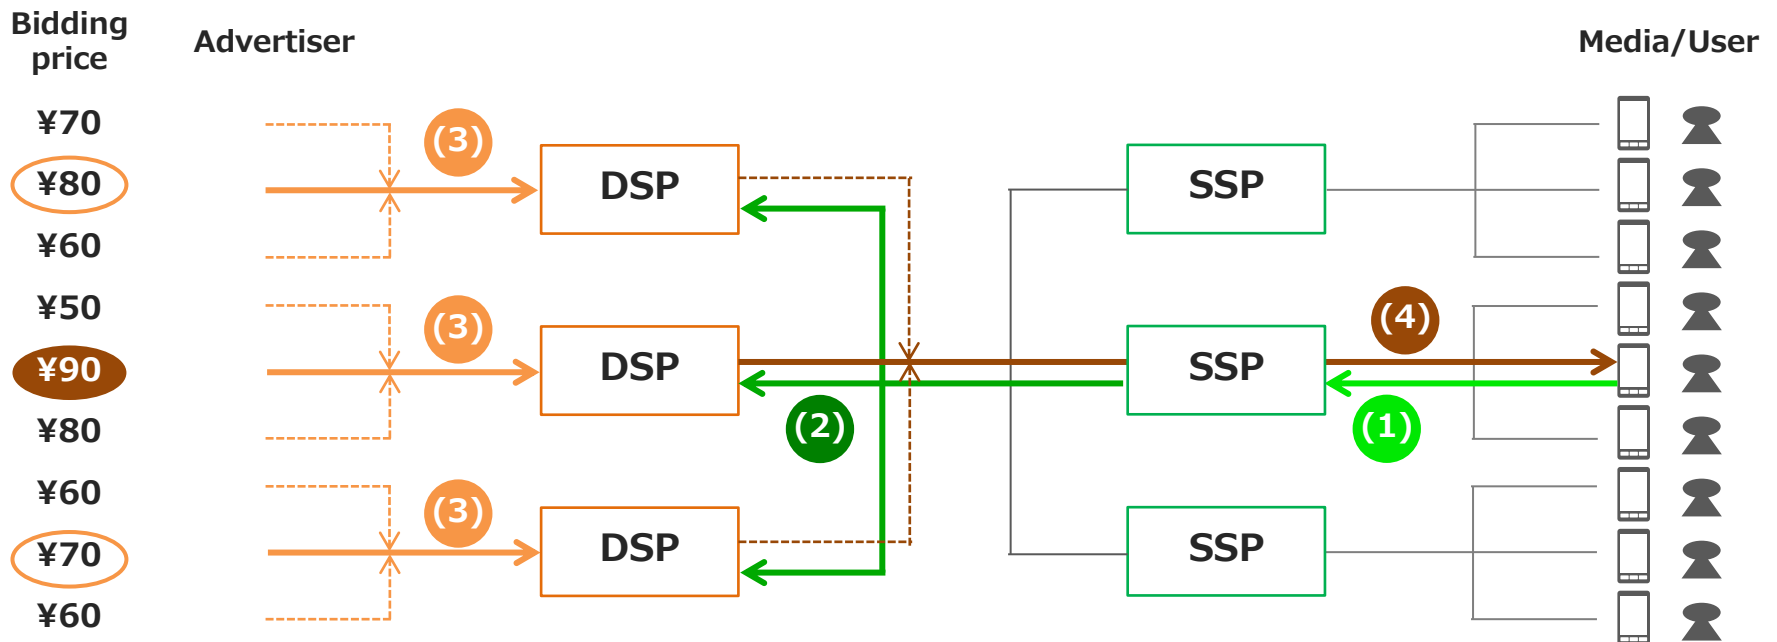 Bidding
price
Advertiser
Media/User
¥70
(3)
¥80
DSP
SSP
¥60
¥50
(3)
(4)
¥90
DSP
SSP
¥80
(2)
(1)
¥60
(3)
¥70
DSP
SSP
¥60